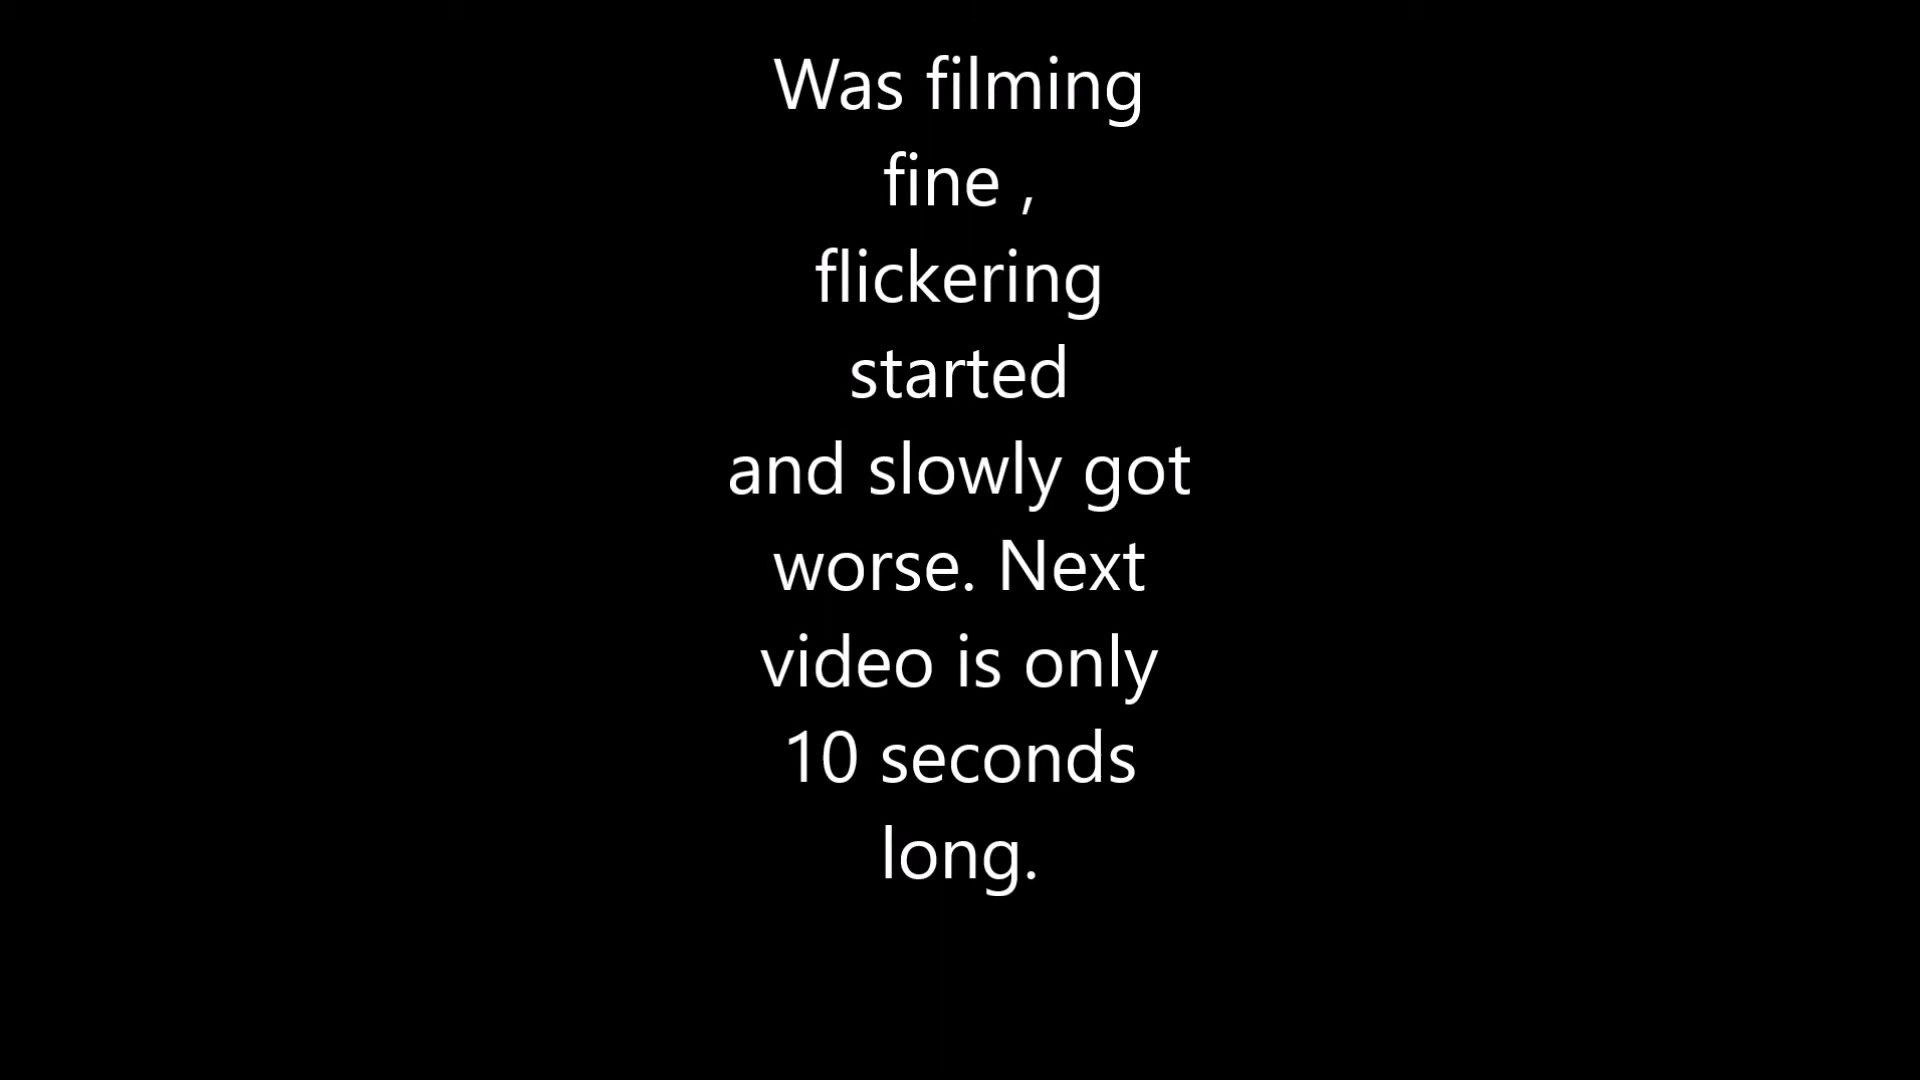 Was filming
fine ,
flickering
started
and slowly got
worse. Next
video is only
10 seconds
long.